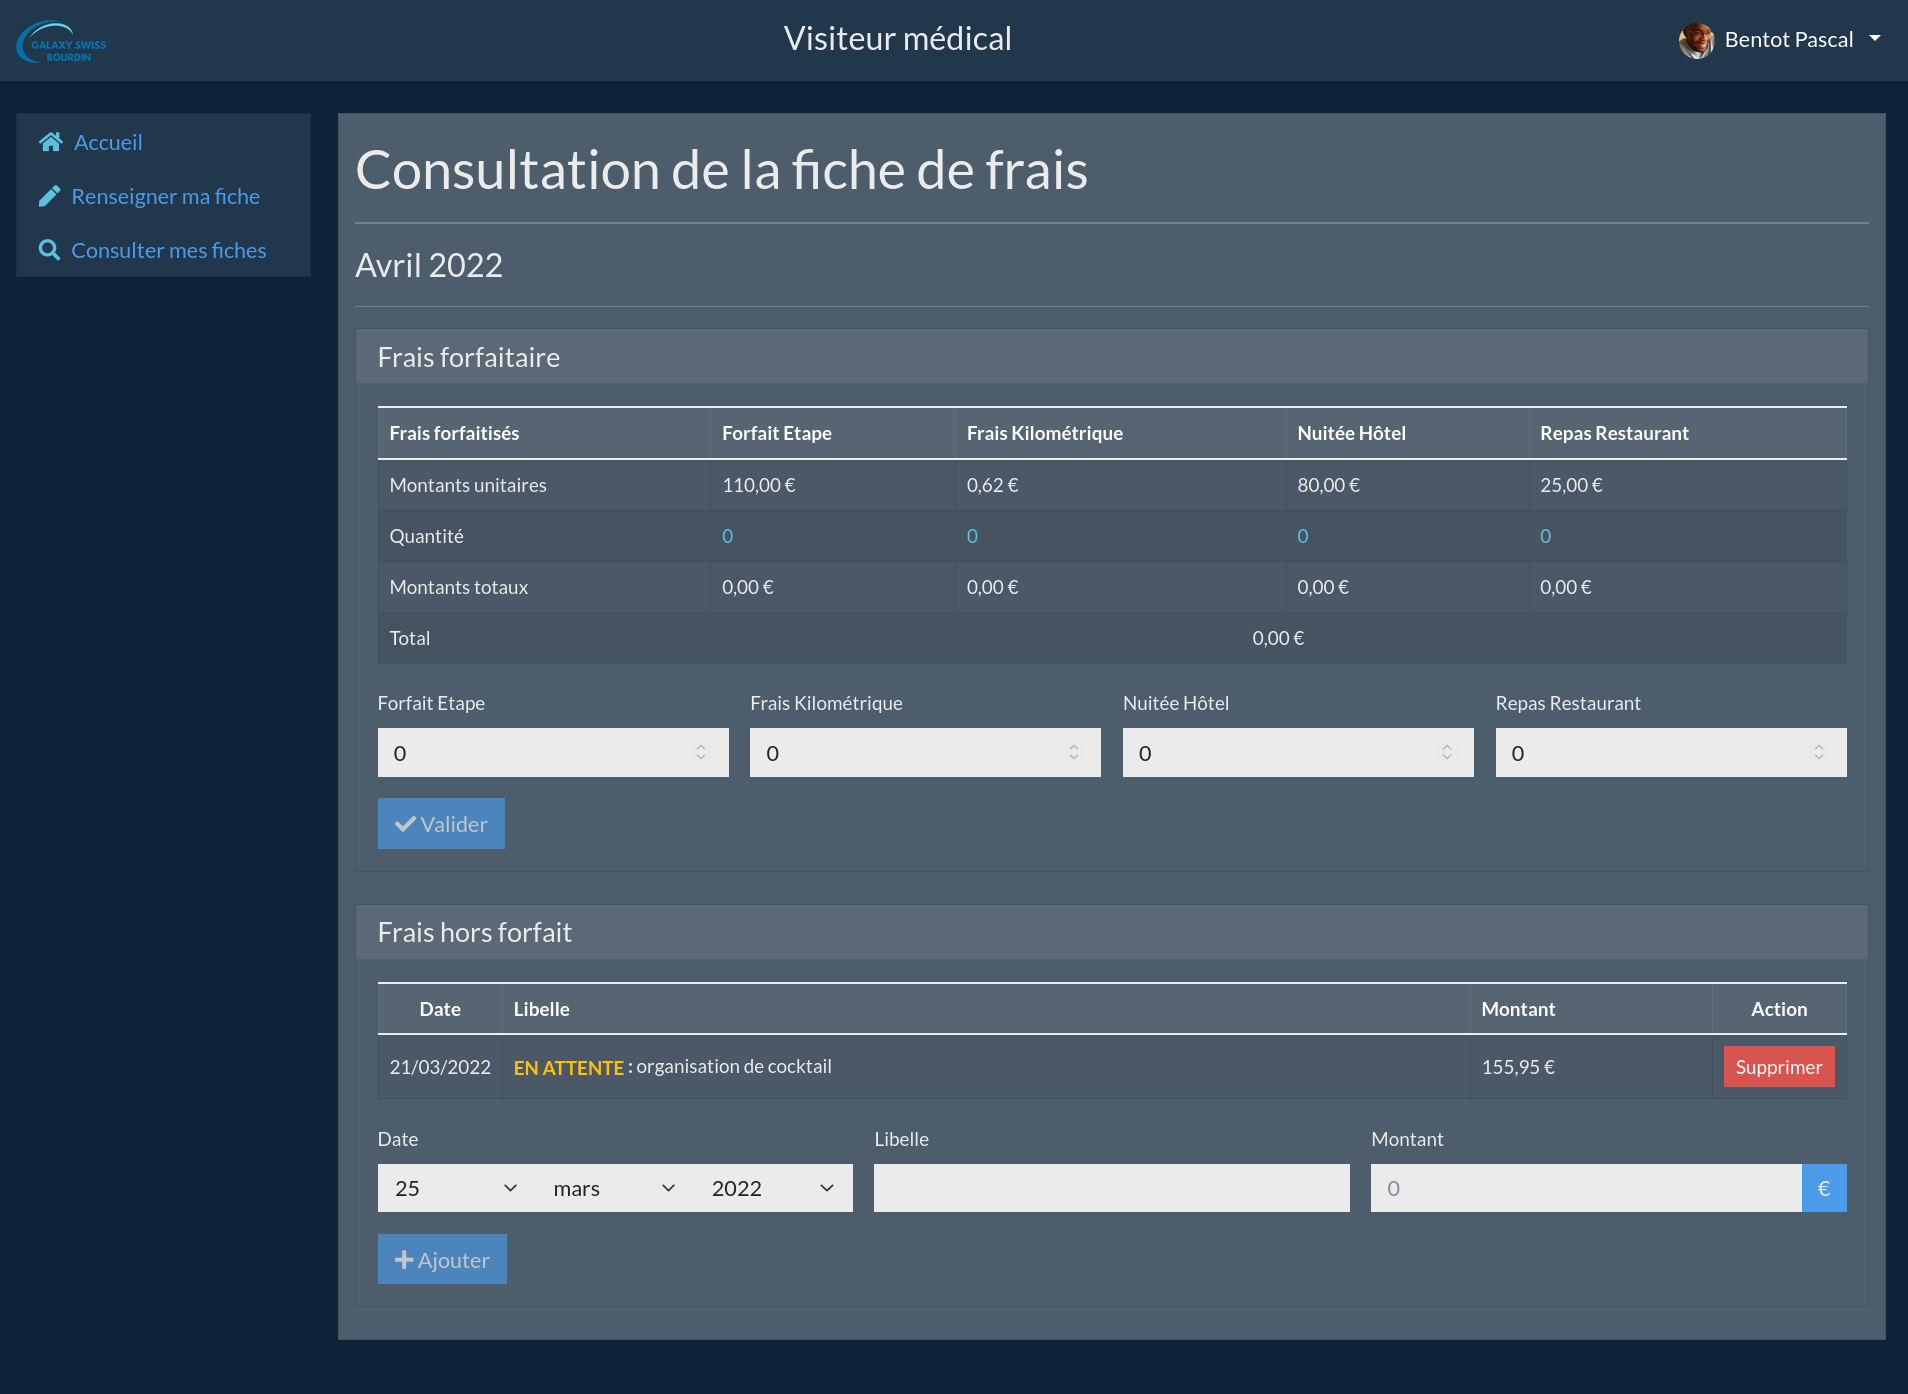 GALAXY SWISS
BOURDIN
Visiteur médical
Bentot Pascal
Accueil
Renseigner ma fiche
Consulter mes fiches
Consultation de la fiche de frais
Avril 2022
Frais forfaitaire
Frais forfaitisés Forfait Etape Frais Kilométrique Nuitée Hôtel Repas Restaurant
Montants unitaires 110,00 € 0,62 € 80,00 € 25,00 €
Quantité 0 0 0 0
Montants totaux 0,00 € 0,00 € 0,00 € 0,00 €
Total 0,00 €
Forfait Etape Frais Kilométrique Nuitée Hôtel Repas Restaurant
0 0 0 0
Valider
Frais hors forfait
Date Libelle Montant Action
21/03/2022 EN ATTENTE : organisation de cocktail 155,95 € Supprimer
Date Libelle Montant
25 mars 2022 0 €
Ajouter